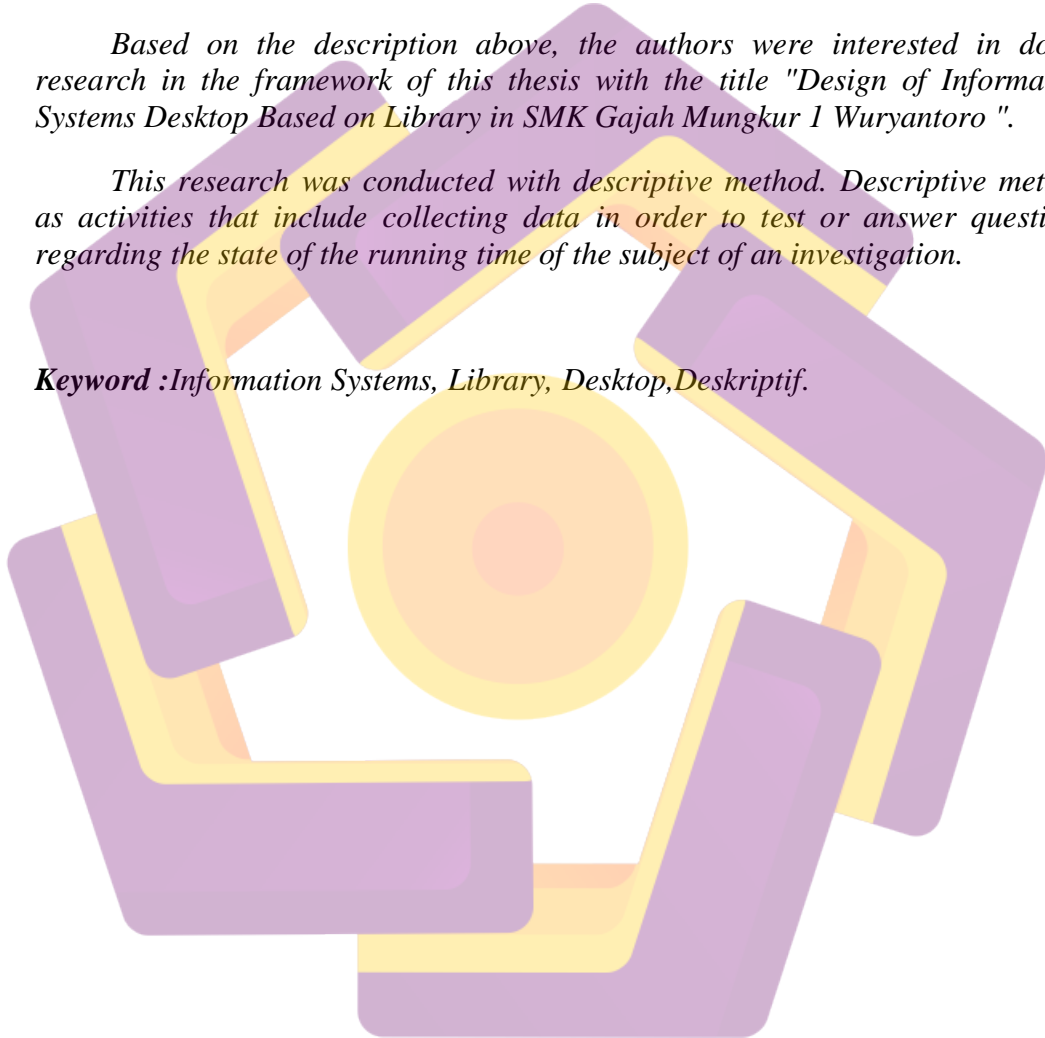 Based on the description above, the authors were interested in do
research in the framework of this thesis with the title "Design of Informa
Systems Desktop Based on Library in SMK Gajah Mungkur 1 Wuryantoro ".
This research was conducted with descriptive method. Descriptive met
as activities that include collecting data in order to test or answer questi
regarding the state of the running time of the subject of an investigation.
Keyword :Information Systems, Library, Desktop,Deskriptif.